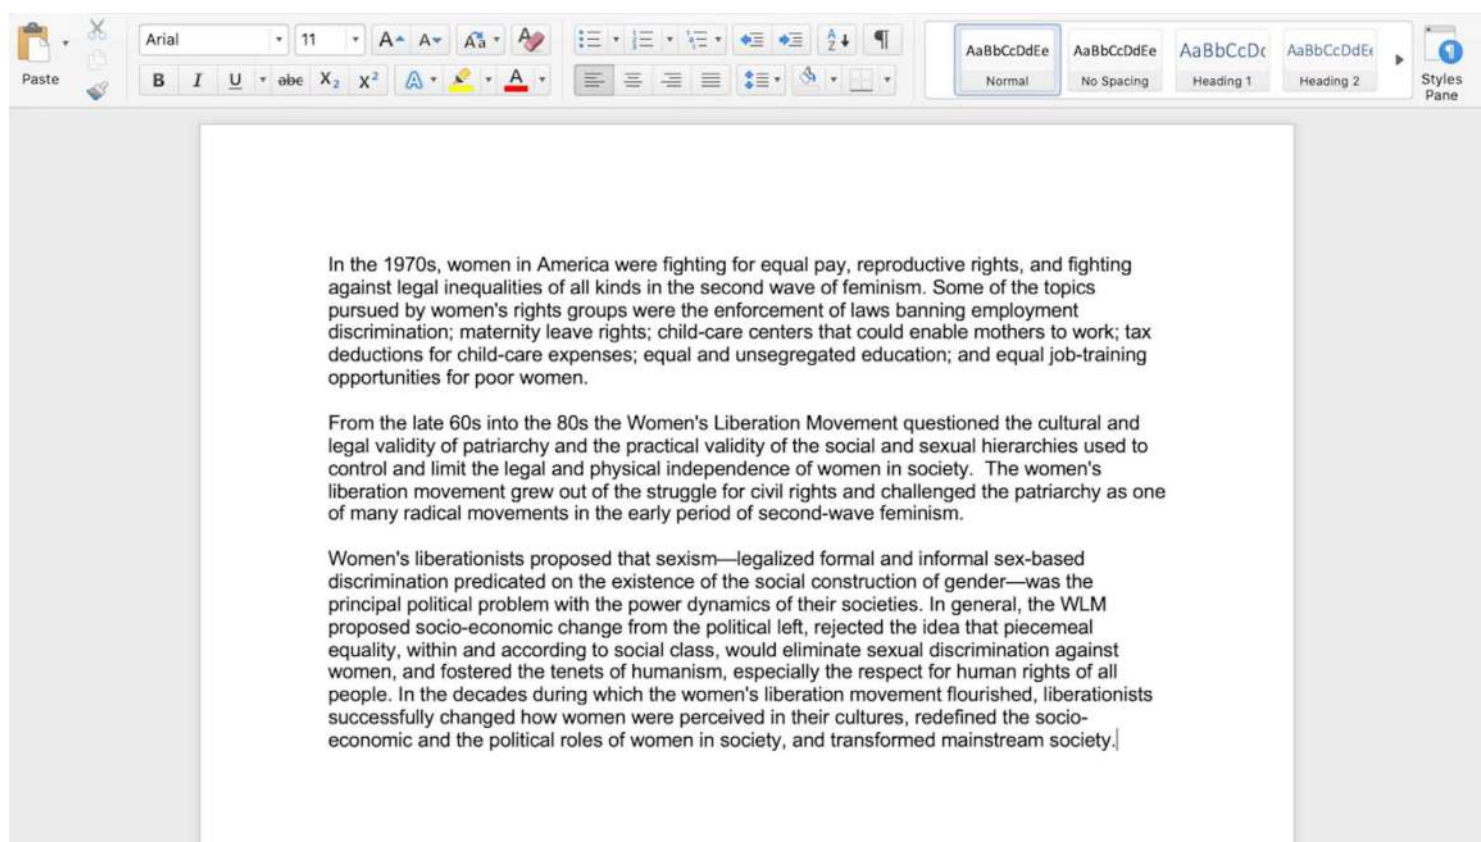 Paste
Arial
11
A A Aa A
B I U abc X₂ X² A A
A Z ¶
AaBbCcDdEe
Normal
AaBbCcDdEe
No Spacing
AaBbCcDc
Heading 1
AaBbCcDdEe
Heading 2
Styles
Pane
In the 1970s, women in America were fighting for equal pay, reproductive rights, and fighting
against legal inequalities of all kinds in the second wave of feminism. Some of the topics
pursued by women's rights groups were the enforcement of laws banning employment
discrimination; maternity leave rights; child-care centers that could enable mothers to work; tax
deductions for child-care expenses; equal and unsegregated education; and equal job-training
opportunities for poor women.
From the late 60s into the 80s the Women's Liberation Movement questioned the cultural and
legal validity of patriarchy and the practical validity of the social and sexual hierarchies used to
control and limit the legal and physical independence of women in society.  The women's
liberation movement grew out of the struggle for civil rights and challenged the patriarchy as one
of many radical movements in the early period of second-wave feminism.
Women's liberationists proposed that sexism—legalized formal and informal sex-based
discrimination predicated on the existence of the social construction of gender—was the
principal political problem with the power dynamics of their societies. In general, the WLM
proposed socio-economic change from the political left, rejected the idea that piecemeal
equality, within and according to social class, would eliminate sexual discrimination against
women, and fostered the tenets of humanism, especially the respect for human rights of all
people. In the decades during which the women's liberation movement flourished, liberationists
successfully changed how women were perceived in their cultures, redefined the socio-
economic and the political roles of women in society, and transformed mainstream society.